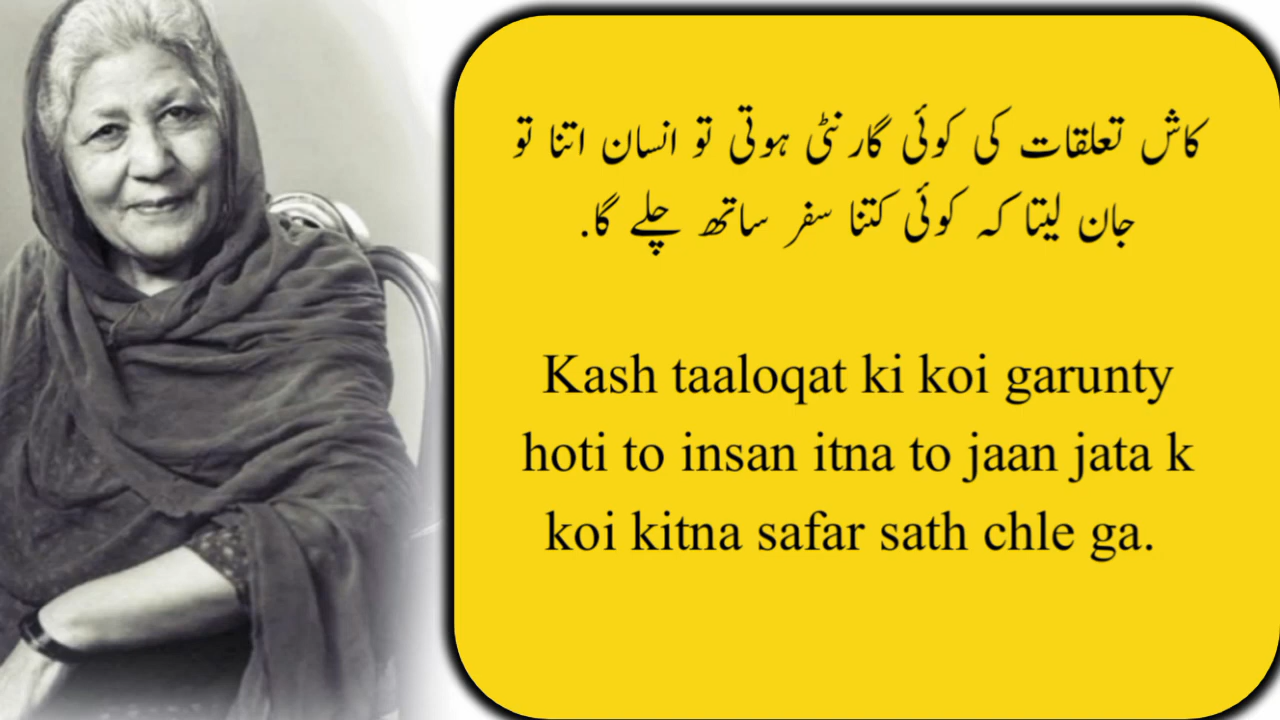 کاش تعلقات کی کوئی گارنٹی ہوتی تو انسان اتنا تو
جان لیتا کہ کوئی کتنا سفر ساتھ چلے گا.
Kash taaloqat ki koi garunty
hoti to insan itna to jaan jata k
koi kitna safar sath chle ga.